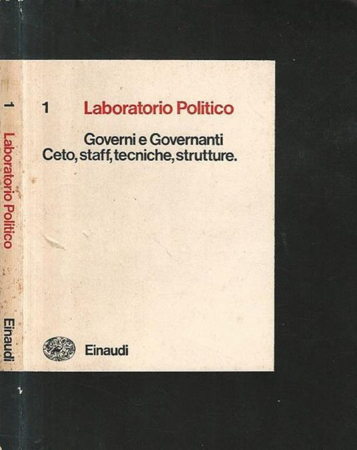 1 Laboratorio Politico
Einaudi
1 Laboratorio Politico
Governi e Governanti
Ceto, staff, tecniche, strutture.
Einaudi